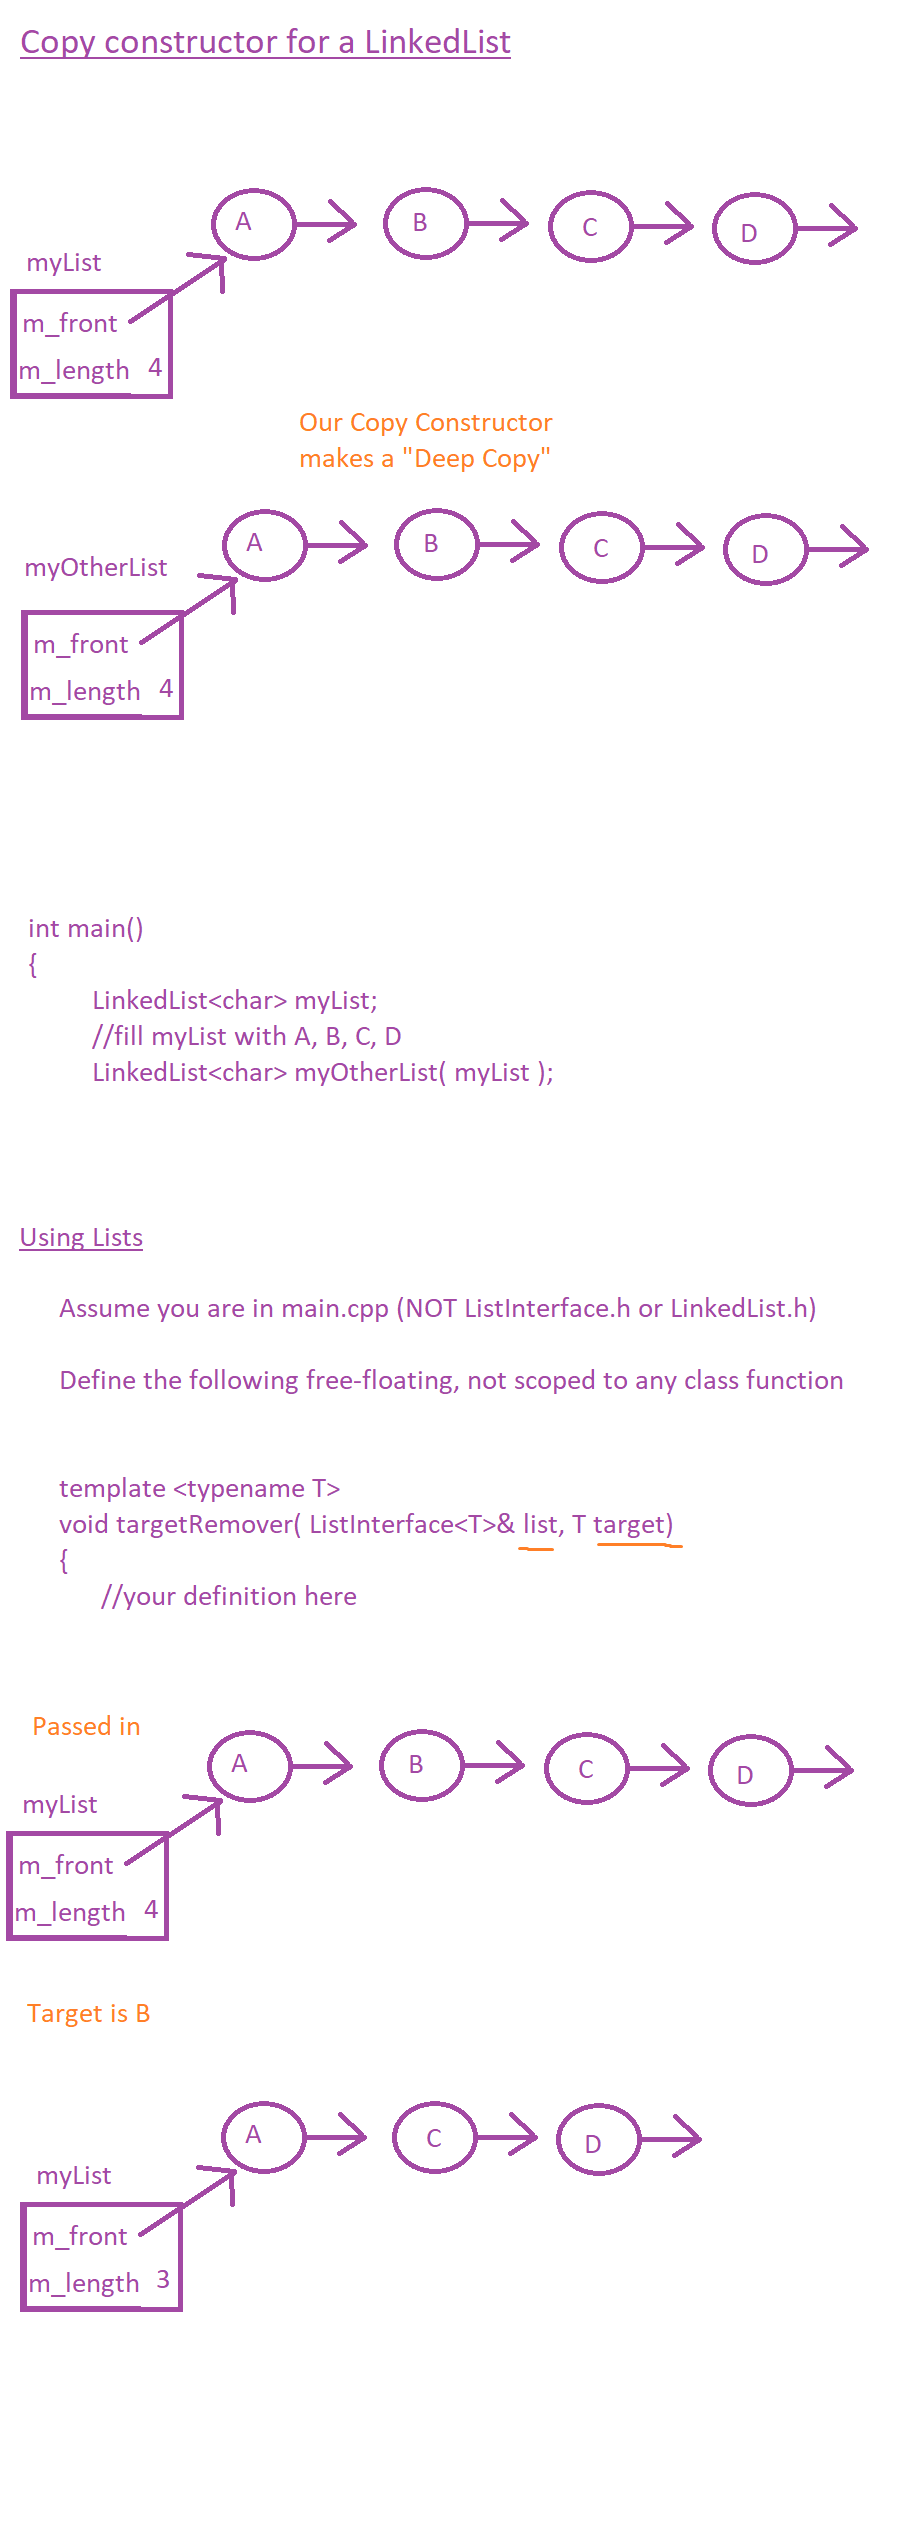 Copy constructor for a LinkedList
A
B
C
D
myList
m_front
m_length 4
Our Copy Constructor
makes a "Deep Copy"
A
B
C
D
myOtherList
m_front
m_length 4
int main()
{
LinkedList<char> myList;
//fill myList with A, B, C, D
LinkedList<char> myOtherList( myList );
Using Lists
Assume you are in main.cpp (NOT ListInterface.h or LinkedList.h)
Define the following free-floating, not scoped to any class function
template <typename T>
void targetRemover( ListInterface<T>& list, T target)
{
//your definition here
Passed in
A
B
C
D
myList
m_front
m_length 4
Target is B
A
C
D
myList
m_front
m_length 3